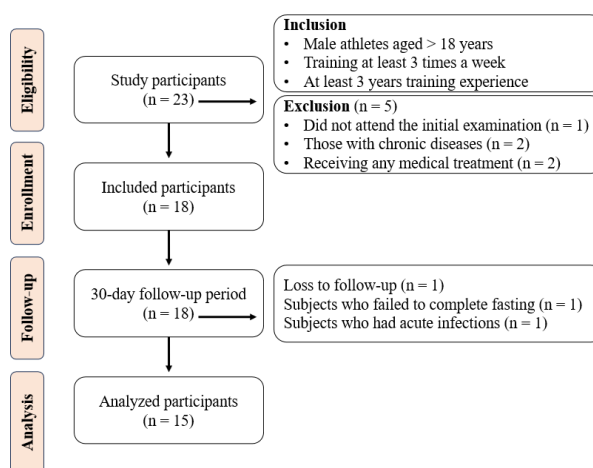 Eligibility
Study participants
(n = 23)
Inclusion
• Male athletes aged > 18 years
• Training at least 3 times a week
• At least 3 years training experience
Exclusion (n = 5)
• Did not attend the initial examination (n = 1)
• Those with chronic diseases (n = 2)
• Receiving any medical treatment (n = 2)
Enrollment
Included participants
(n = 18)
Follow-up
30-day follow-up period
(n = 18)
Loss to follow-up (n = 1)
Subjects who failed to complete fasting (n = 1)
Subjects who had acute infections (n = 1)
Analysis
Analyzed participants
(n = 15)